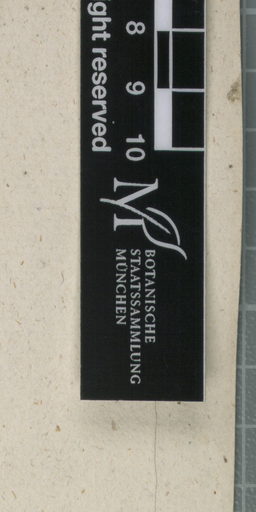 ght reserved
8 9 10
M
BOTANISCHE
STAATSSAMMLUNG
MÜNCHEN